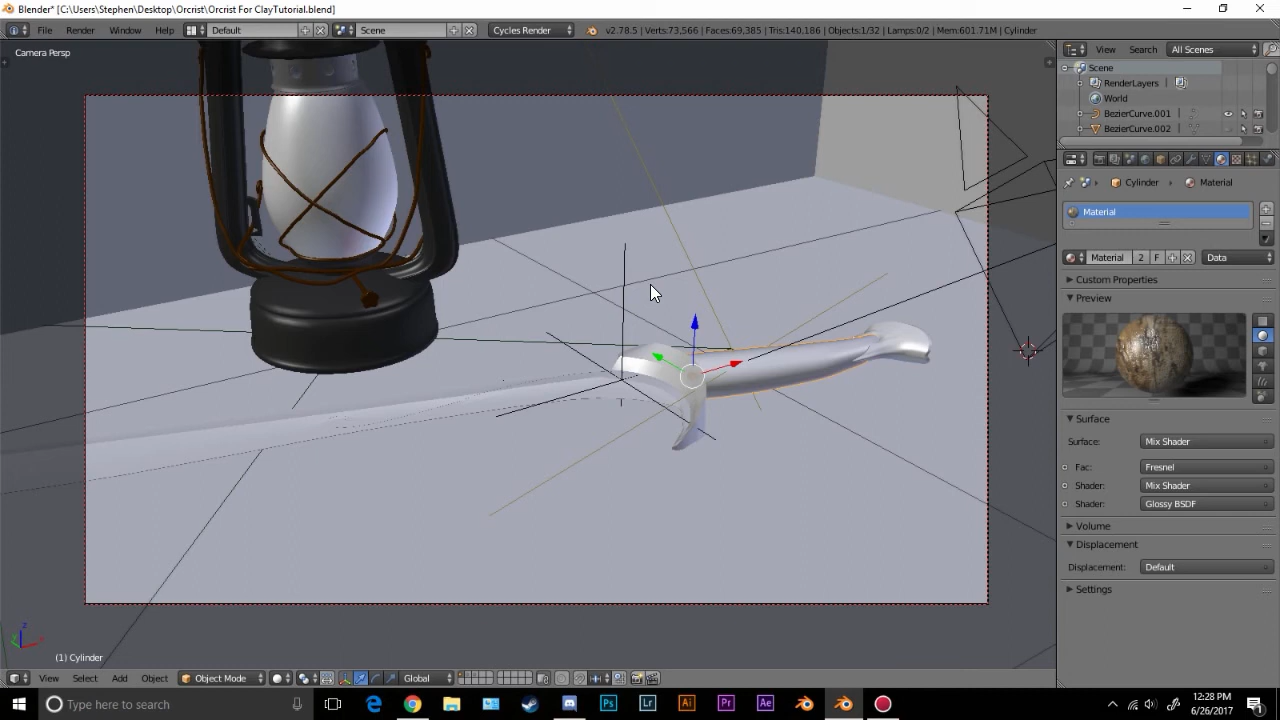 Blender* [C:\Users\Stephen\Desktop\Orcrist\Orcrist For ClayTutorial.blend]
File Render Window Help Default Scene Cycles Render v2.78.5 | Verts:73,566 | Faces:69,385 | Tris:140,186 | Objects:1/32 | Lamps:0/2 | Mem:601.71M | Cylinder
View Search All Scenes
Camera Persp
Scene
RenderLayers
World
BezierCurve.001
BezierCurve.002
Cylinder Material
Material
Material 2 F Data
Custom Properties
Preview
Surface
Surface: Mix Shader
Fac: Fresnel
Shader: Mix Shader
Shader: Glossy BSDF
Volume
Displacement
Displacement: Default
Settings
z
(1) Cylinder
View Select Add Object Object Mode Global
Type here to search
Ps Lr Ai Pr Ae
12:28 PM
6/26/2017